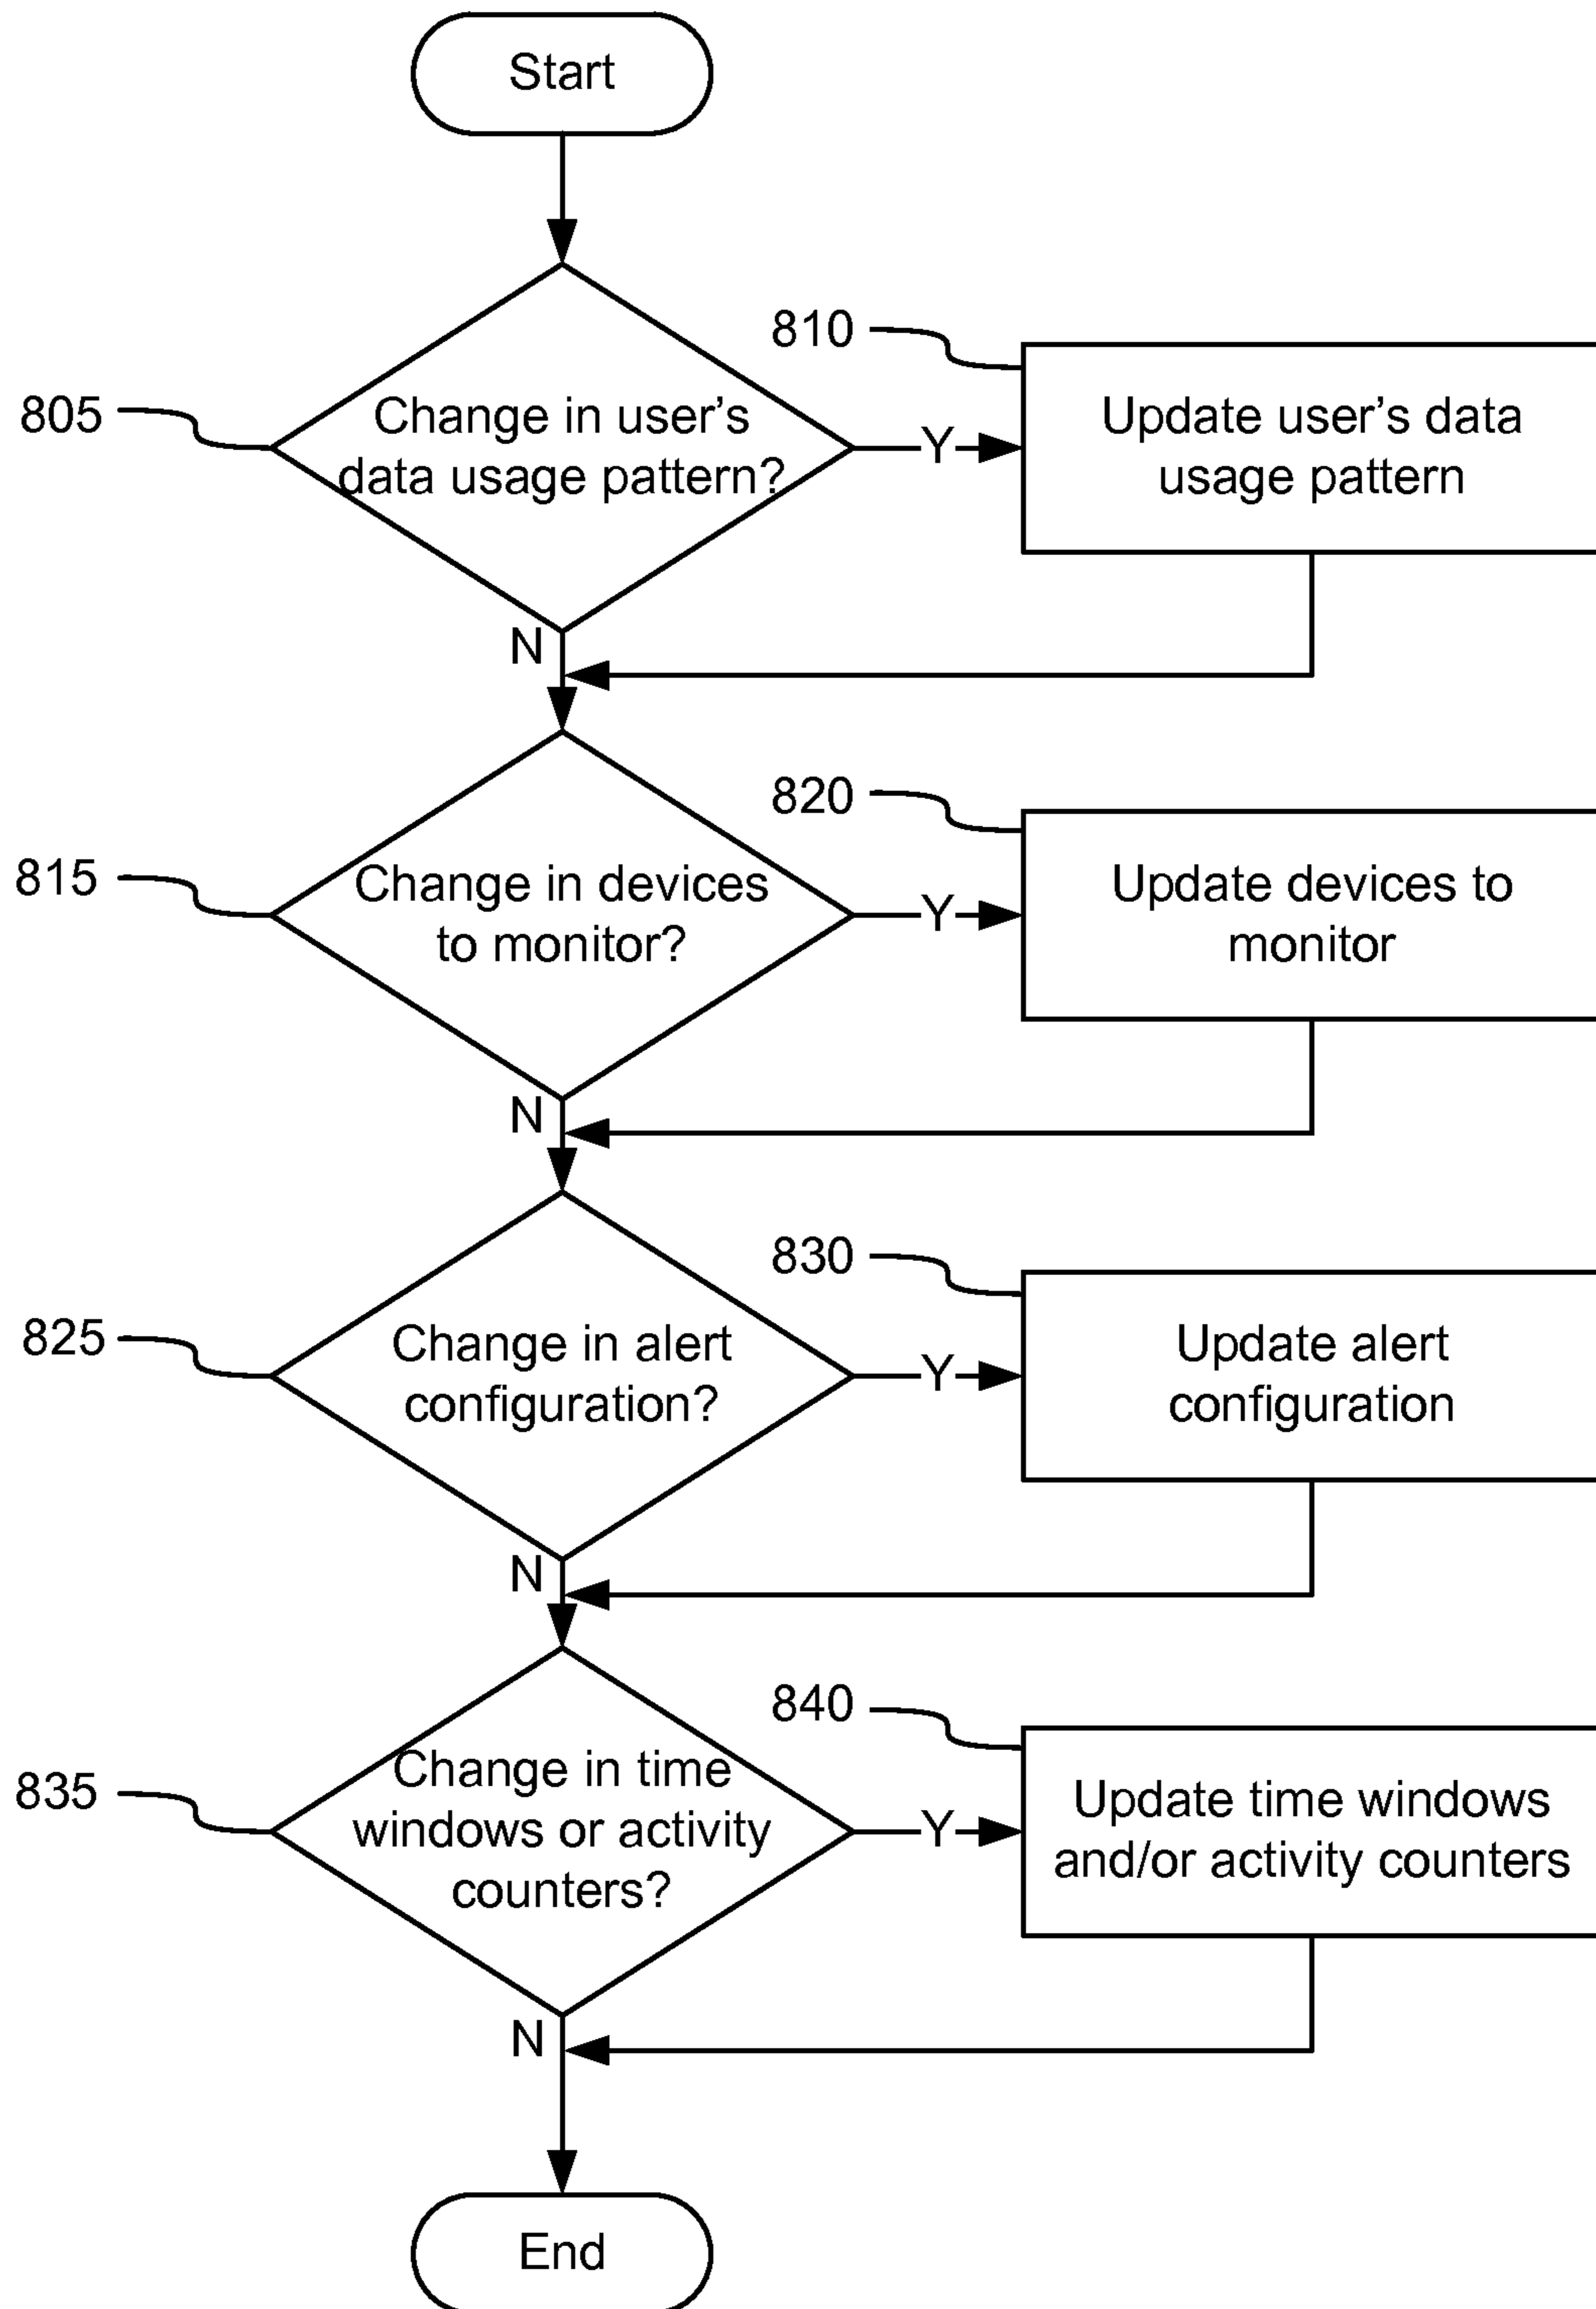 Start
810
805
Change in user's
data usage pattern?
Y
Update user's data
usage pattern
N
820
815
Change in devices
to monitor?
Y
Update devices to
monitor
N
830
825
Change in alert
configuration?
Y
Update alert
configuration
N
840
835
Change in time
windows or activity
counters?
Y
Update time windows
and/or activity counters
N
End